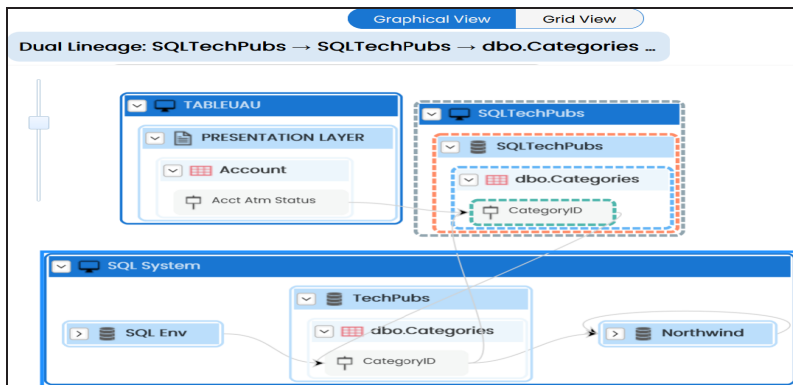 Graphical View
Grid View
Dual Lineage: SQLTechPubs → SQLTechPubs → dbo.Categories ...
TABLEUAU
PRESENTATION LAYER
Account
Acct Atm Status
SQLTechPubs
SQLTechPubs
dbo.Categories
CategoryID
SQL System
SQL Env
TechPubs
dbo.Categories
CategoryID
Northwind